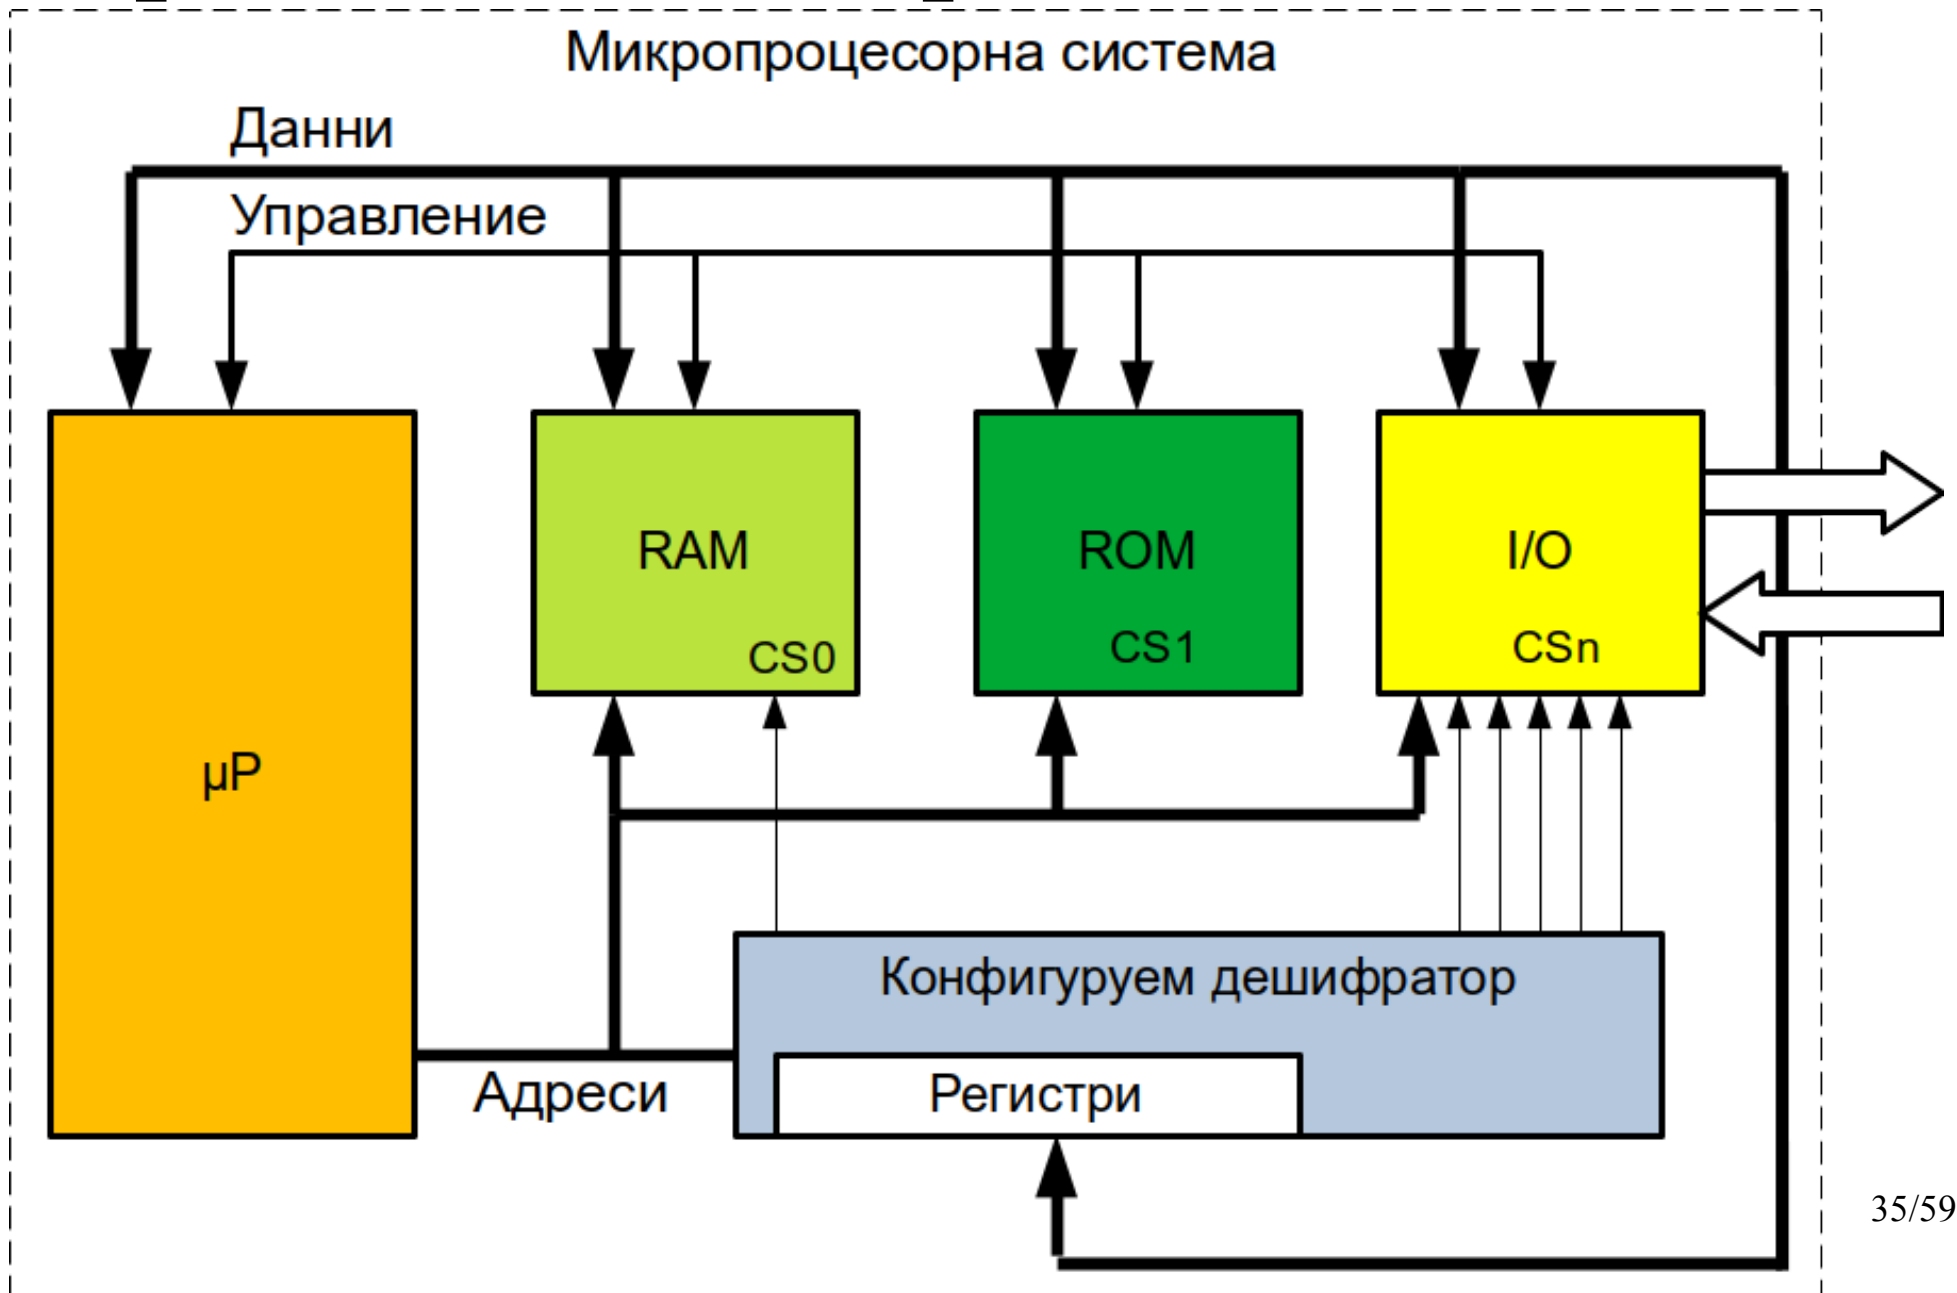 Микропроцесорна система
Данни
Управление
RAM
CS0
ROM
CS1
I/O
CSn
µP
Конфигуруем дешифратор
Регистри
Адреси
35/59